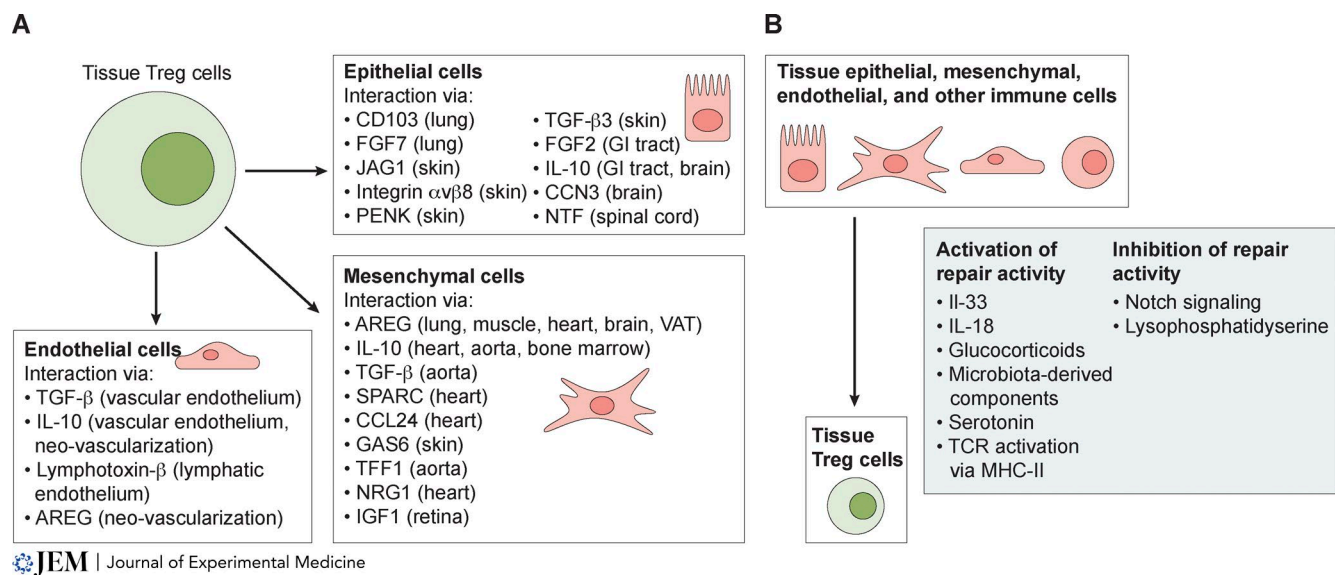 A
Tissue Treg cells
Epithelial cells
Interaction via:
• CD103 (lung)
• FGF7 (lung)
• JAG1 (skin)
• Integrin αvβ8 (skin)
• PENK (skin)
• TGF-β3 (skin)
• FGF2 (GI tract)
• IL-10 (GI tract, brain)
• CCN3 (brain)
• NTF (spinal cord)
Mesenchymal cells
Interaction via:
• AREG (lung, muscle, heart, brain, VAT)
• IL-10 (heart, aorta, bone marrow)
• TGF-β (aorta)
• SPARC (heart)
• CCL24 (heart)
• GAS6 (skin)
• TFF1 (aorta)
• NRG1 (heart)
• IGF1 (retina)
Endothelial cells
Interaction via:
• TGF-β (vascular endothelium)
• IL-10 (vascular endothelium,
neo-vascularization)
• Lymphotoxin-β (lymphatic
endothelium)
• AREG (neo-vascularization)
B
Tissue epithelial, mesenchymal,
endothelial, and other immune cells
Activation of
repair activity
• Il-33
• IL-18
• Glucocorticoids
• Microbiota-derived
components
• Serotonin
• TCR activation
via MHC-II
Inhibition of repair
activity
• Notch signaling
• Lysophosphatidyserine
Tissue
Treg cells
JEM | Journal of Experimental Medicine